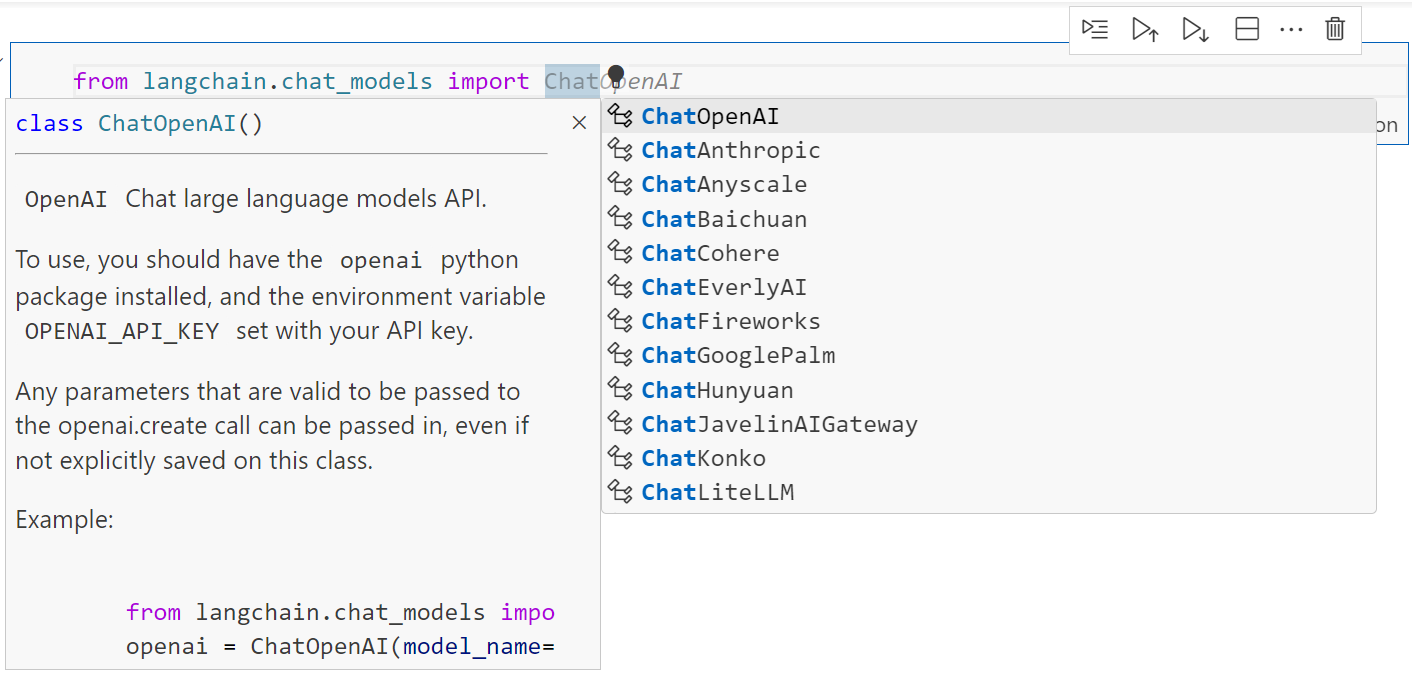 from langchain.chat_models import ChatOpenAI
class ChatOpenAI()
OpenAI Chat large language models API.
To use, you should have the openai python
package installed, and the environment variable
OPENAI_API_KEY set with your API key.
Any parameters that are valid to be passed to
the openai.create call can be passed in, even if
not explicitly saved on this class.
Example:
from langchain.chat_models impo
openai = ChatOpenAI(model_name=
ChatOpenAI
ChatAnthropic
ChatAnyscale
ChatBaichuan
ChatCohere
ChatEverlyAI
ChatFireworks
ChatGooglePalm
ChatHunyuan
ChatJavelinAIGateway
ChatKonko
ChatLiteLLM
on